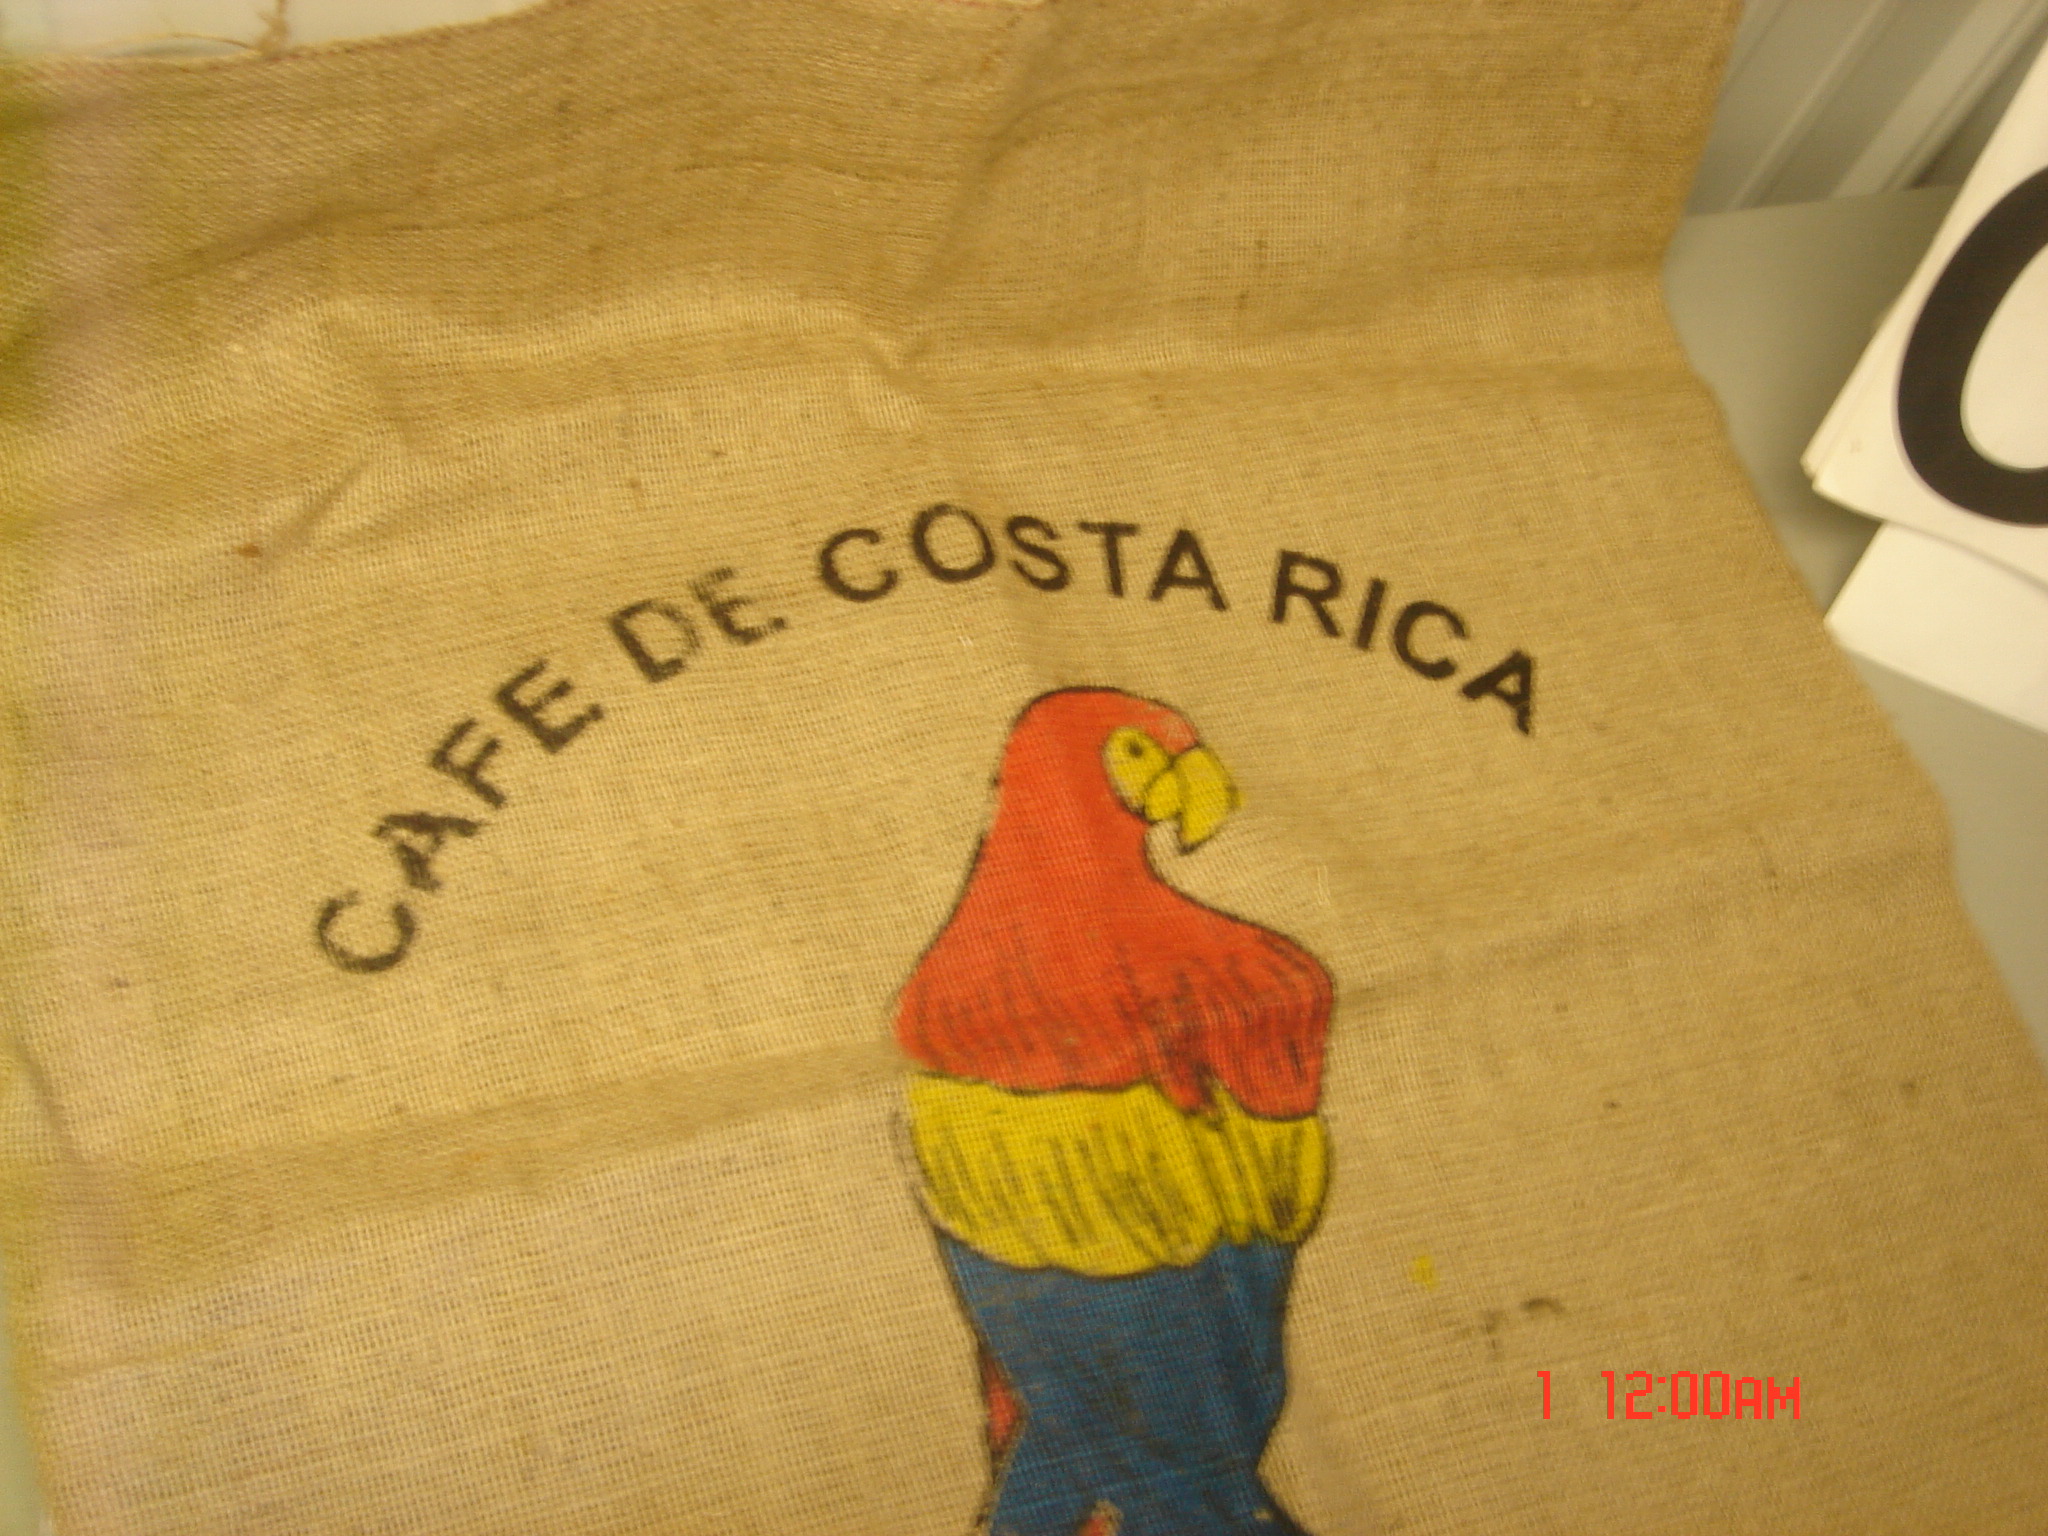 CAFE DE COSTA RICA
1 12:00AM